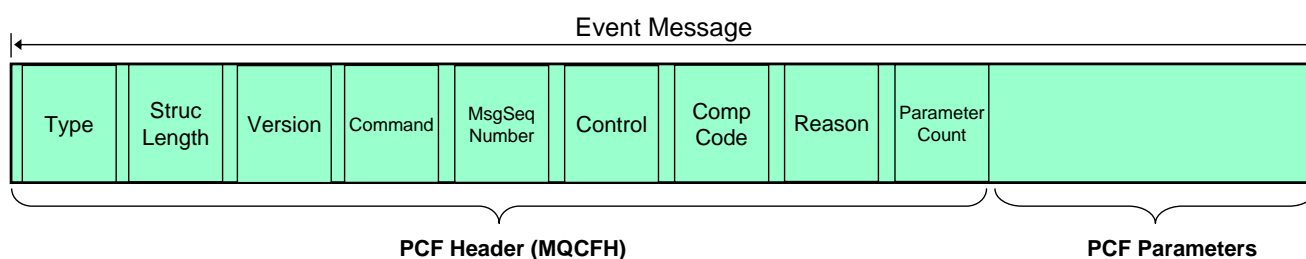 Event Message
Type
Struc
Length
Version
Command
MsgSeq
Number
Control
Comp
Code
Reason
Parameter
Count
PCF Header (MQCFH)
PCF Parameters